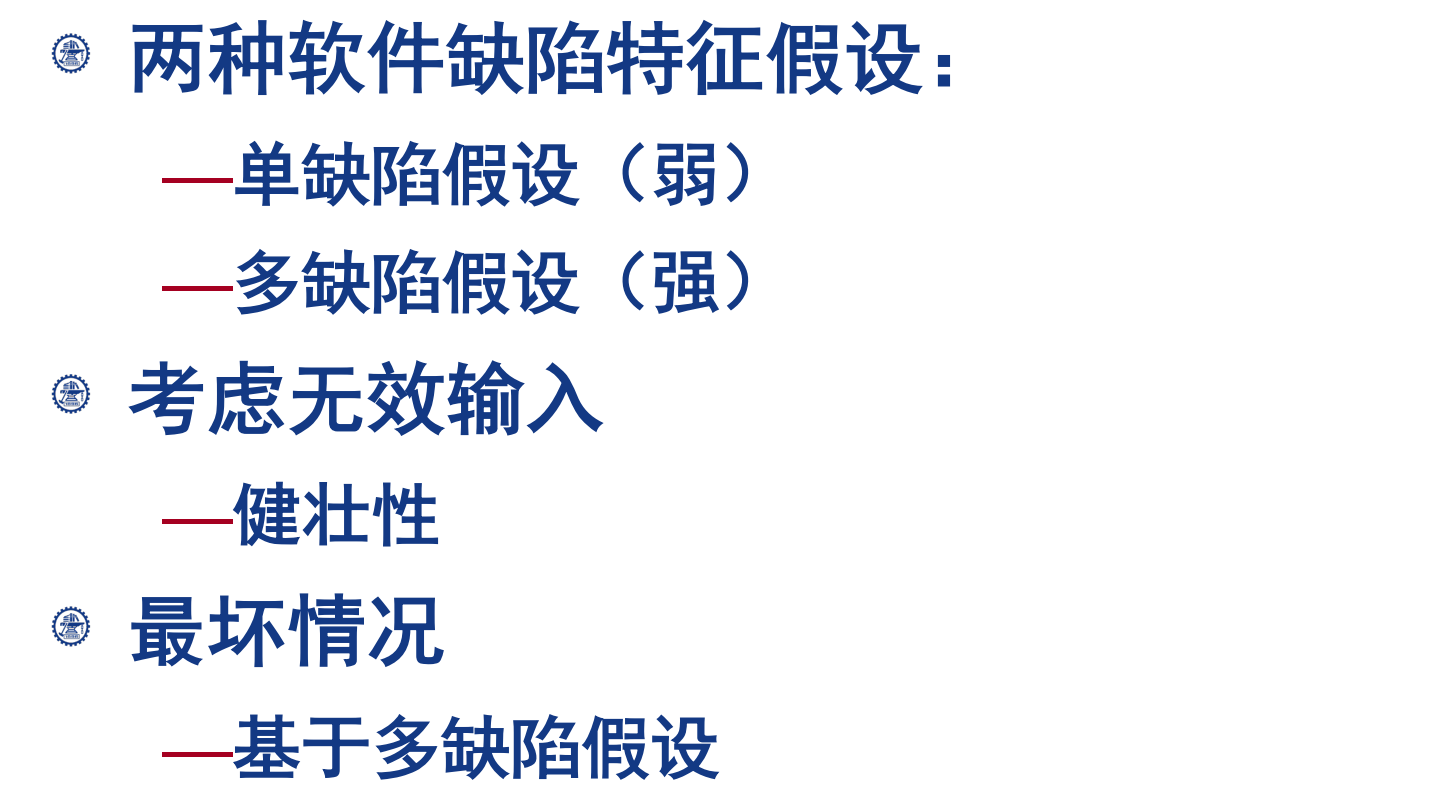 两种软件缺陷特征假设：
—单缺陷假设（弱）
—多缺陷假设（强）
考虑无效输入
—健壮性
最坏情况
—基于多缺陷假设